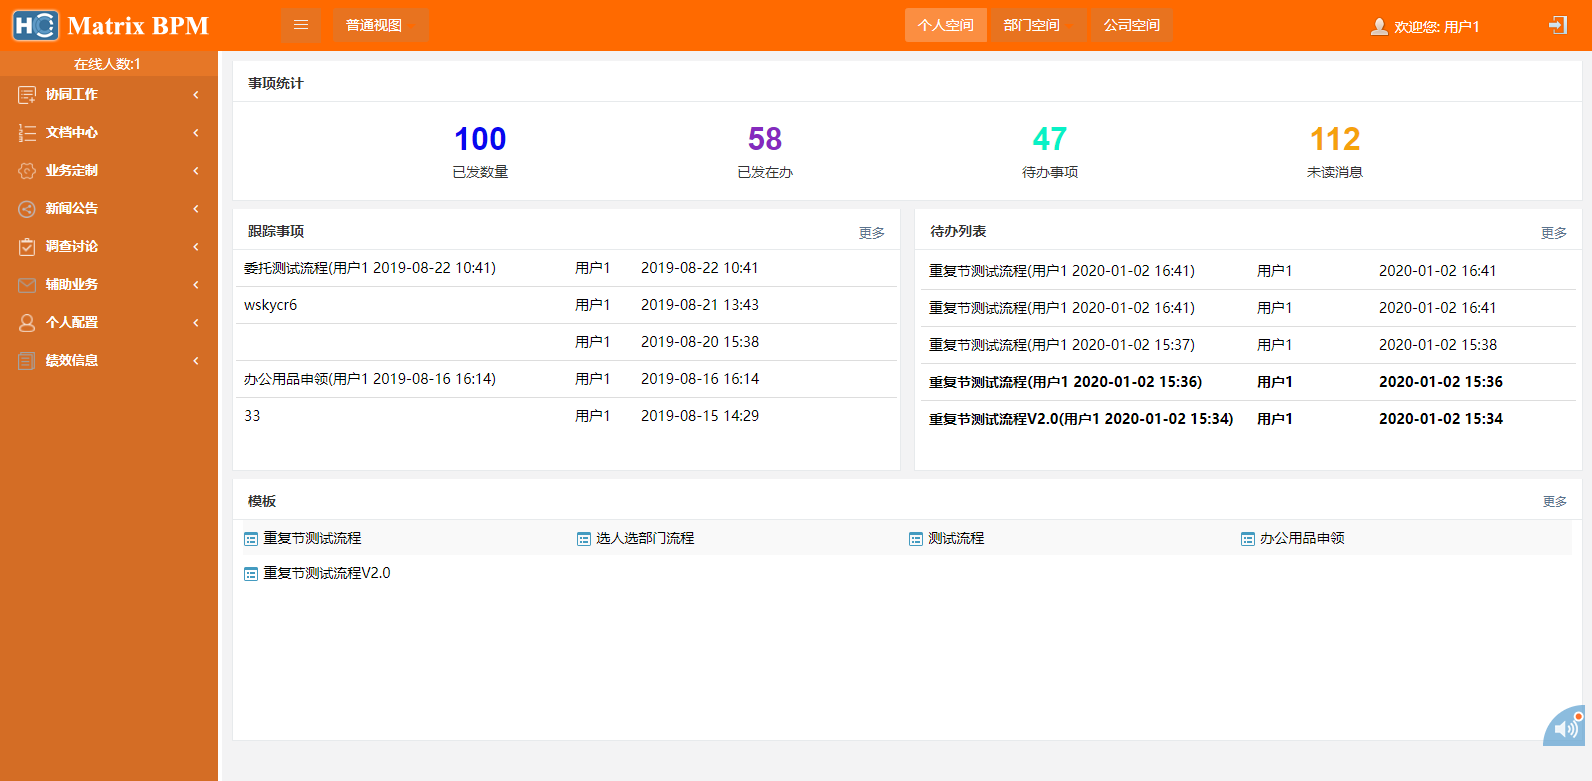 HC Matrix BPM
普通视图
个人空间 部门空间 公司空间
欢迎您: 用户1
在线人数:1
协同工作
文档中心
业务定制
新闻公告
调查讨论
辅助业务
个人配置
绩效信息
事项统计
100 58 47 112
已发数量 已发在办 待办事项 未读消息
跟踪事项 更多
委托测试流程(用户1 2019-08-22 10:41) 用户1 2019-08-22 10:41
wskycr6 用户1 2019-08-21 13:43
用户1 2019-08-20 15:38
办公用品申领(用户1 2019-08-16 16:14) 用户1 2019-08-16 16:14
33 用户1 2019-08-15 14:29
待办列表 更多
重复节测试流程(用户1 2020-01-02 16:41) 用户1 2020-01-02 16:41
重复节测试流程(用户1 2020-01-02 16:41) 用户1 2020-01-02 16:41
重复节测试流程(用户1 2020-01-02 15:37) 用户1 2020-01-02 15:38
重复节测试流程(用户1 2020-01-02 15:36) 用户1 2020-01-02 15:36
重复节测试流程V2.0(用户1 2020-01-02 15:34) 用户1 2020-01-02 15:34
模板 更多
重复节测试流程 选人选部门流程 测试流程 办公用品申领
重复节测试流程V2.0